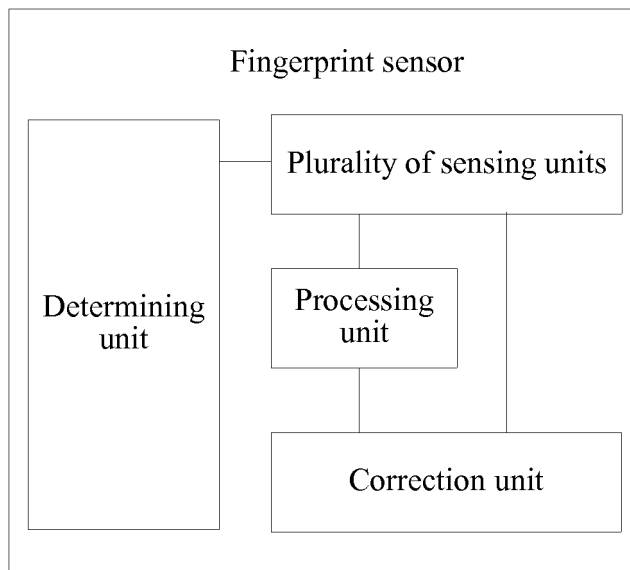 Fingerprint sensor
Plurality of sensing units
Determining
unit
Processing
unit
Correction unit